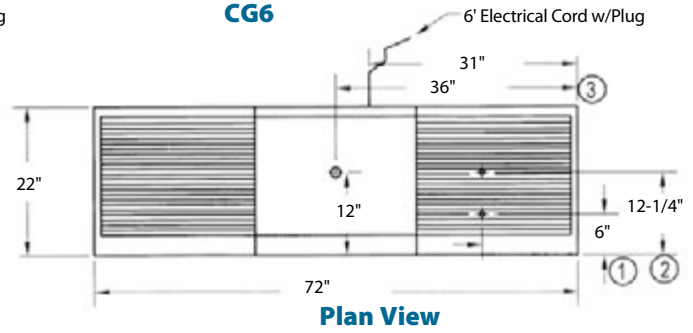 g
CG6
6' Electrical Cord w/Plug
31"
36"
3
22"
12"
12-1/4"
6"
1
2
72"
Plan View